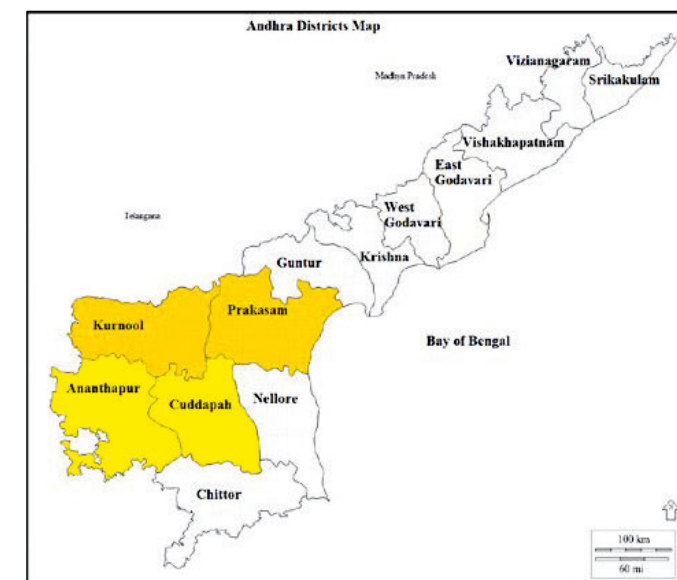 Andhra Districts Map
Vizianagaram
Madhya Pradesh
Srikakulam
Vishakhapatnam
East
Godavari
West
Godavari
Telangana
Krishna
Guntur
Prakasam
Kurnool
Bay of Bengal
Ananthapur
Nellore
Cuddapah
Chittor
100 km
60 mi